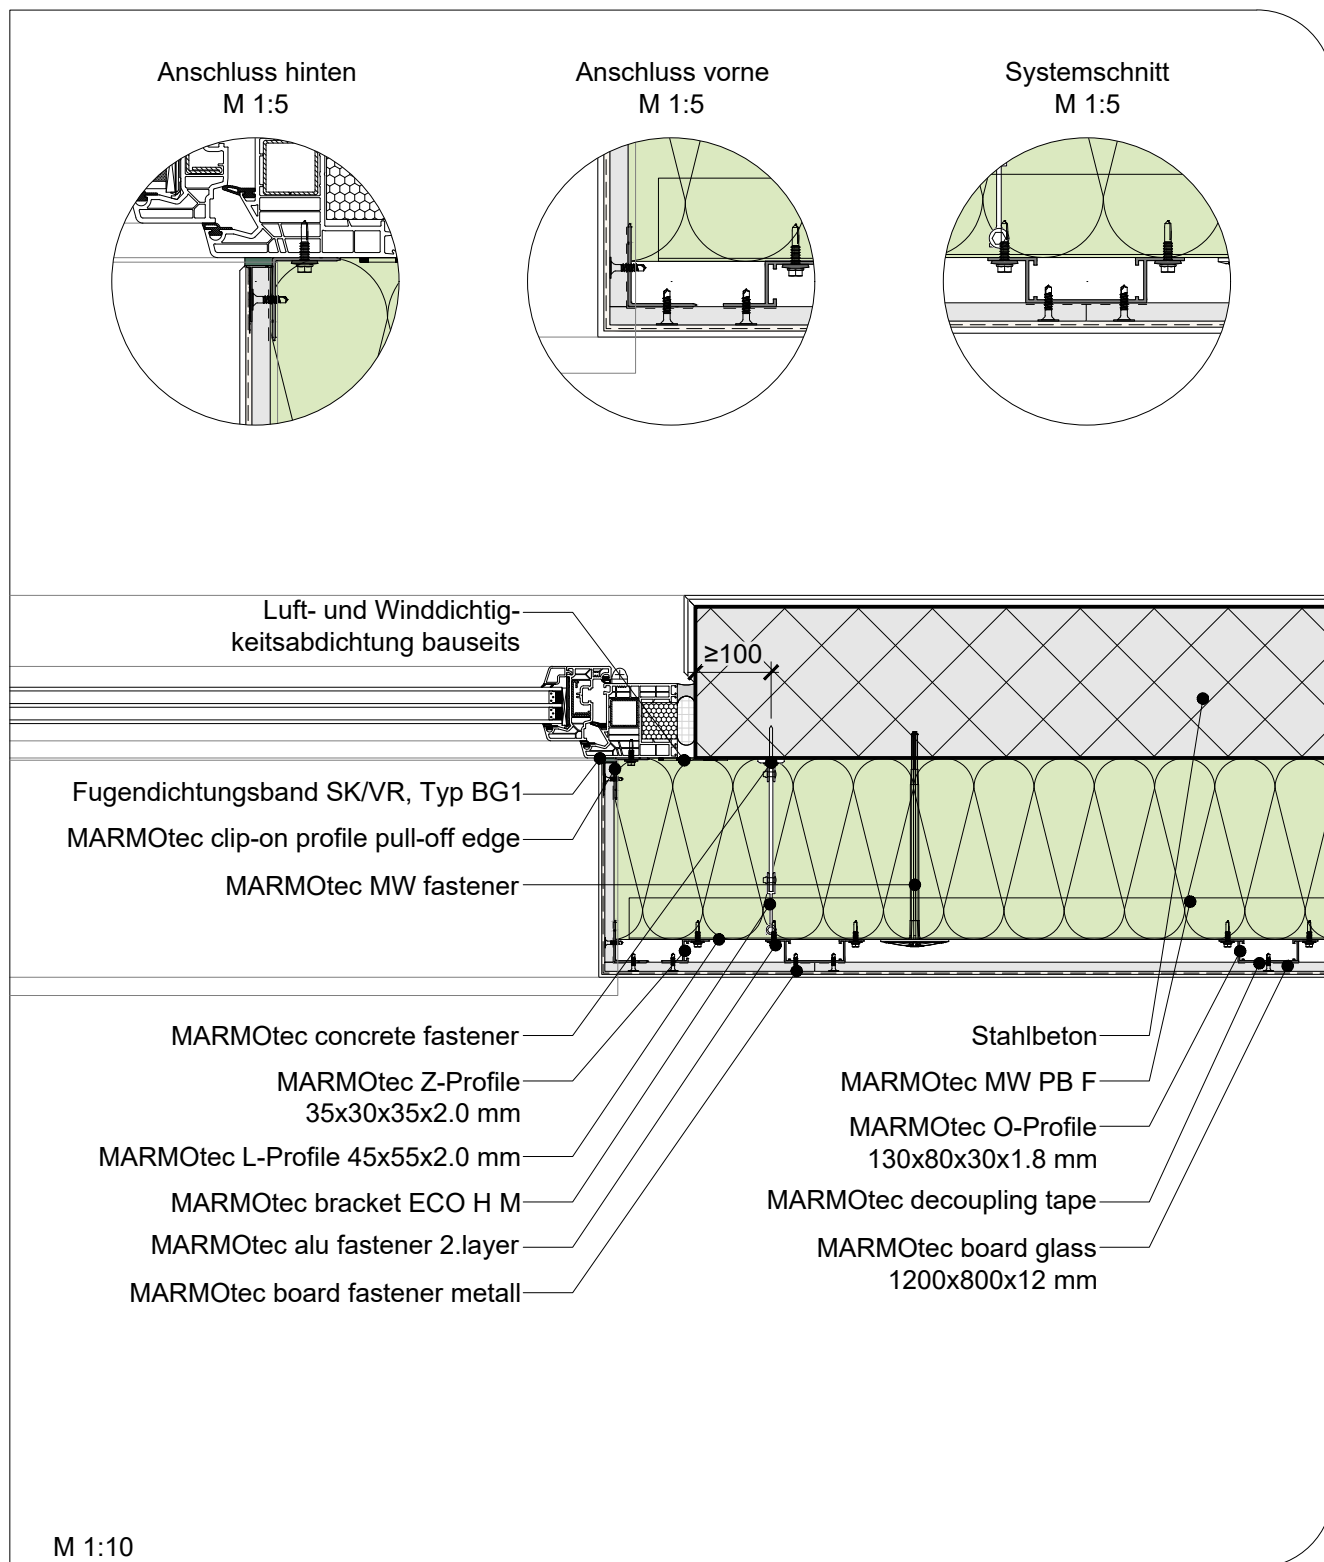 Anschluss hinten
M 1:5
Anschluss vorne
M 1:5
Systemschnitt
M 1:5
Luft- und Winddichtig-
keitsabdichtung bauseits
≥100
Fugendichtungsband SK/VR, Typ BG1
MARMOtec clip-on profile pull-off edge
MARMOtec MW fastener
MARMOtec concrete fastener
MARMOtec Z-Profile
35x30x35x2.0 mm
MARMOtec L-Profile 45x55x2.0 mm
MARMOtec bracket ECO H M
MARMOtec alu fastener 2.layer
MARMOtec board fastener metall
Stahlbeton
MARMOtec MW PB F
MARMOtec O-Profile
130x80x30x1.8 mm
MARMOtec decoupling tape
MARMOtec board glass
1200x800x12 mm
M 1:10